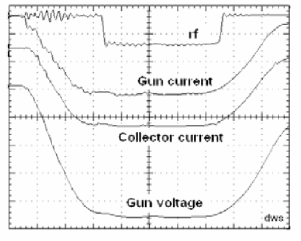 rf
Gun current
Collector current
Gun voltage
dws